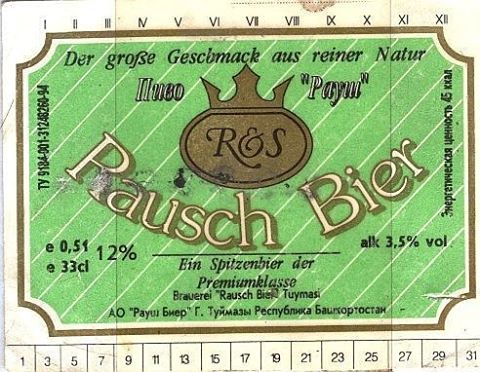 I II III IV V VI VII VIII IX X XI XII
Der große Geschmack aus reiner Natur
Пиво "Рауш"
R&S
Rausch Bier
ТУ 9184-001-31248260-94
Энергетическая ценность 45 ккал
e 0,5l
e 33cl
12%
alk 3,5% vol
Ein Spitzenbier der
Premiumklasse
Brauerei "Rausch Bier" Tuymasi
АО "Рауш Биер" Г. Туймазы Республика Башкортостан
1 3 5 7 9 11 13 15 17 19 21 23 25 27 29 31